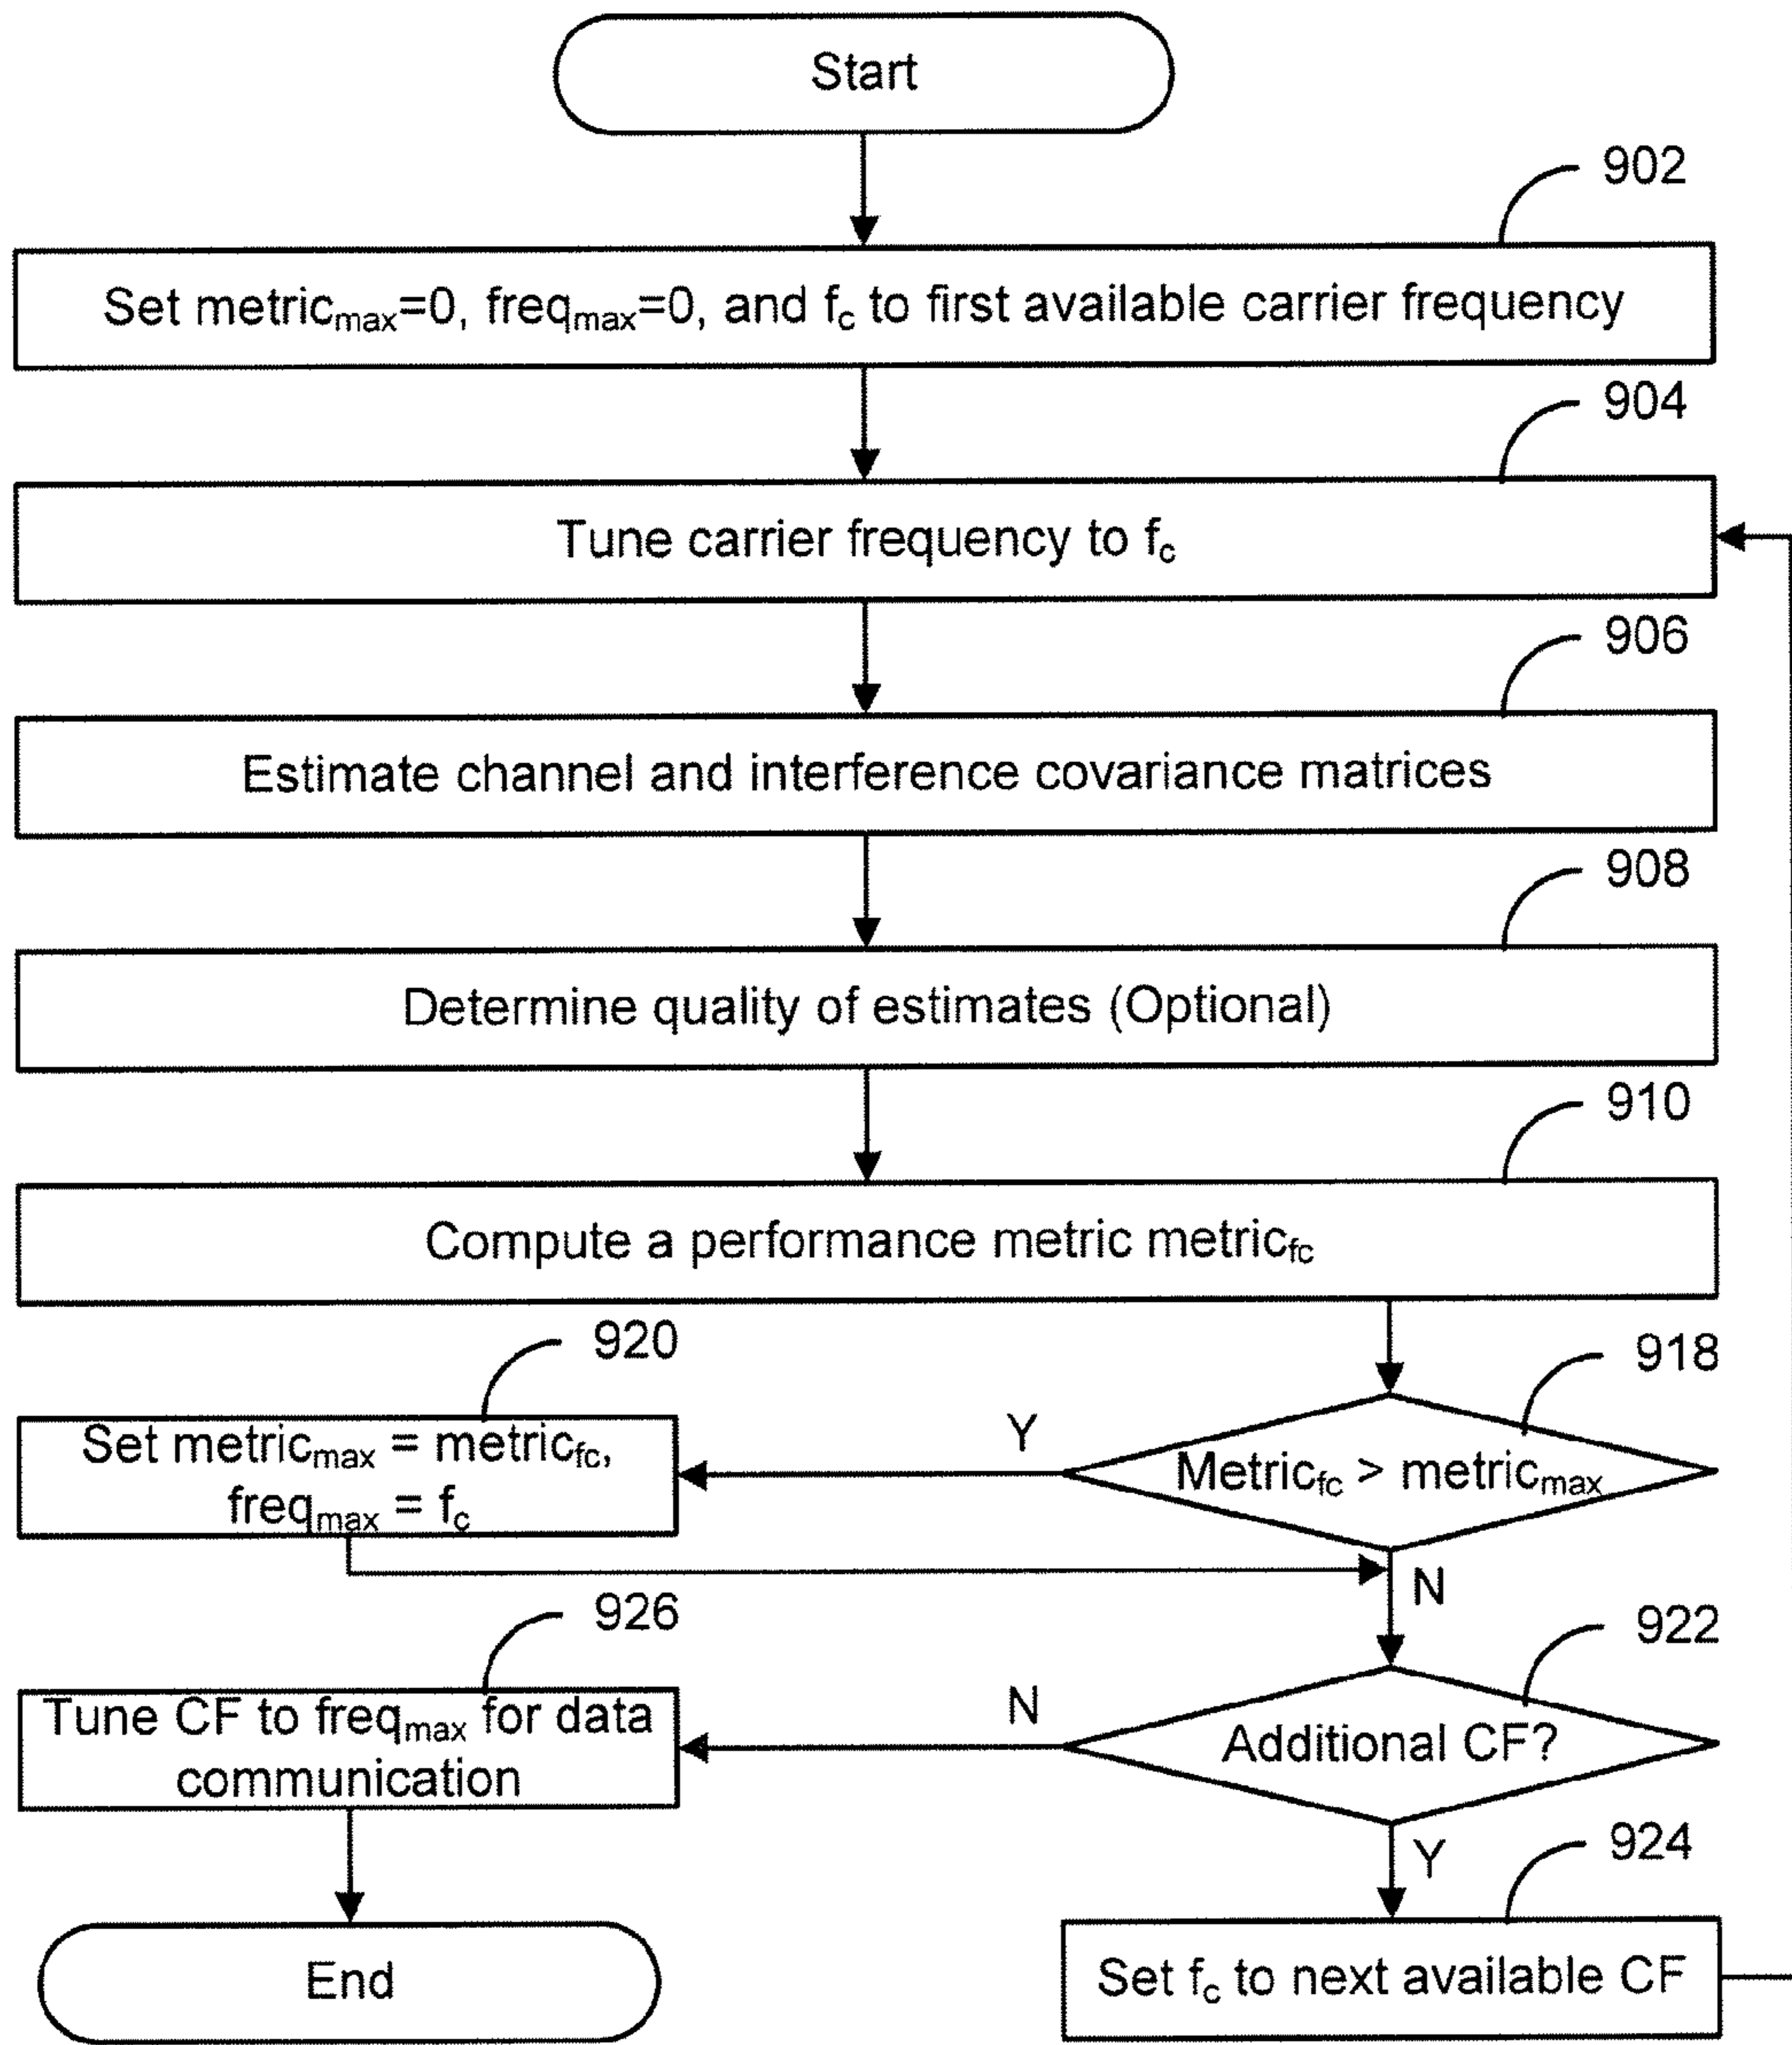 Start
902
Set metricmax=0, freqmax=0, and fc to first available carrier frequency
904
Tune carrier frequency to fc
906
Estimate channel and interference covariance matrices
908
Determine quality of estimates (Optional)
910
Compute a performance metric metricfc
920
918
Set metricmax = metricfc,
freqmax = fc
Y
Metricfc > metricmax
N
926
922
Tune CF to freqmax for data
communication
N
Additional CF?
Y
924
End
Set fc to next available CF